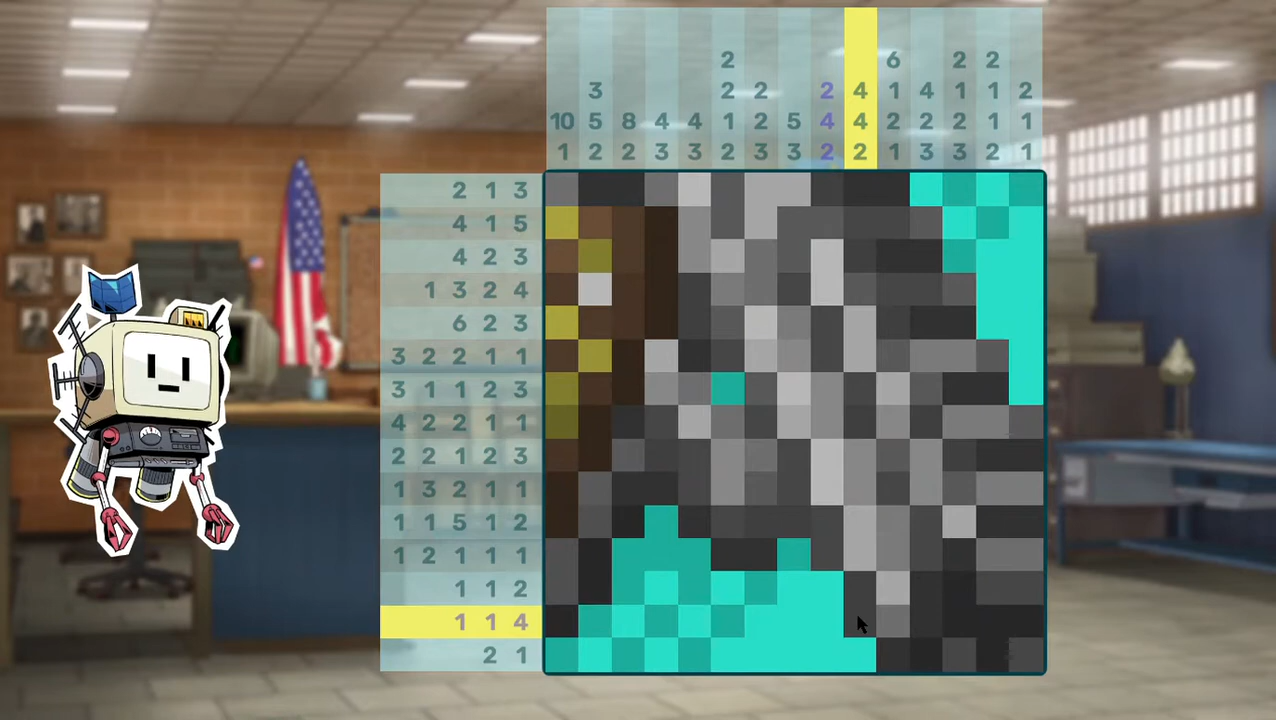 6 2 2
3 2 2 2 4 1 4 1 1 2
10 5 8 4 4 1 2 5 4 4 2 2 2 1 1
1 2 2 3 3 2 3 3 2 2 1 3 3 2 1
2 1 3
4 1 5
4 2 3
1 3 2 4
6 2 3
3 2 2 1 1
3 1 1 2 3
4 2 2 1 1
2 2 1 2 3
1 3 2 1 1
1 1 5 1 2
1 2 1 1 1
1 1 2
1 1 4
2 1